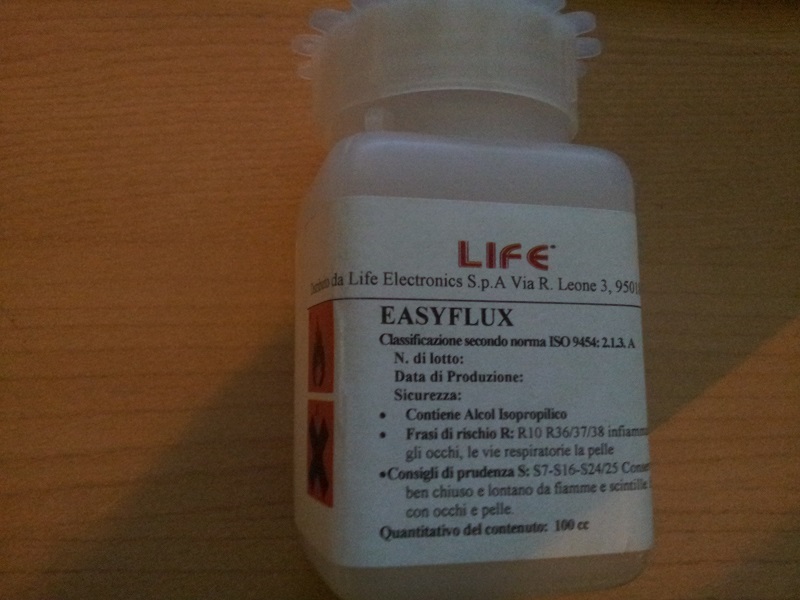 LIFE
da Life Electronics S.p.A Via R. Leone 3, 9501
EASYFLUX
Classificazione secondo norma ISO 9454: 2.1.3. A
N. di lotto:
Data di Produzione:
Sicurezza:
• Contiene Alcol Isopropilico
• Frasi di rischio R: R10 R36/37/38 infiamm
gli occhi, le vie respiratorie la pelle
•Consigli di prudenza S: S7-S16-S24/25 Conser
ben chiuso e lontano da fiamme e scintille
con occhi e pelle.
Quantitativo del contenuto: 100 cc